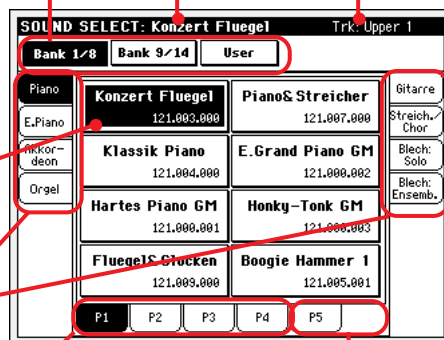 SOUND SELECT: Konzert Fluegel Trk: Upper 1
Bank 1/8 Bank 9/14 User
Piano
E.Piano
Akkor-
deon
Orgel
Konzert Fluegel
121.003.000
Piano& Streicher
121.007.000
Klassik Piano
121.004.000
E.Grand Piano GM
121.000.002
Hartes Piano GM
121.000.001
Honky-Tonk GM
121.000.003
Fluegel& Glocken
121.009.000
Boogie Hammer 1
121.005.001
Gitarre
Streich./
Chor
Blech:
Solo
Blech:
Ensemb.
P1 P2 P3 P4 P5